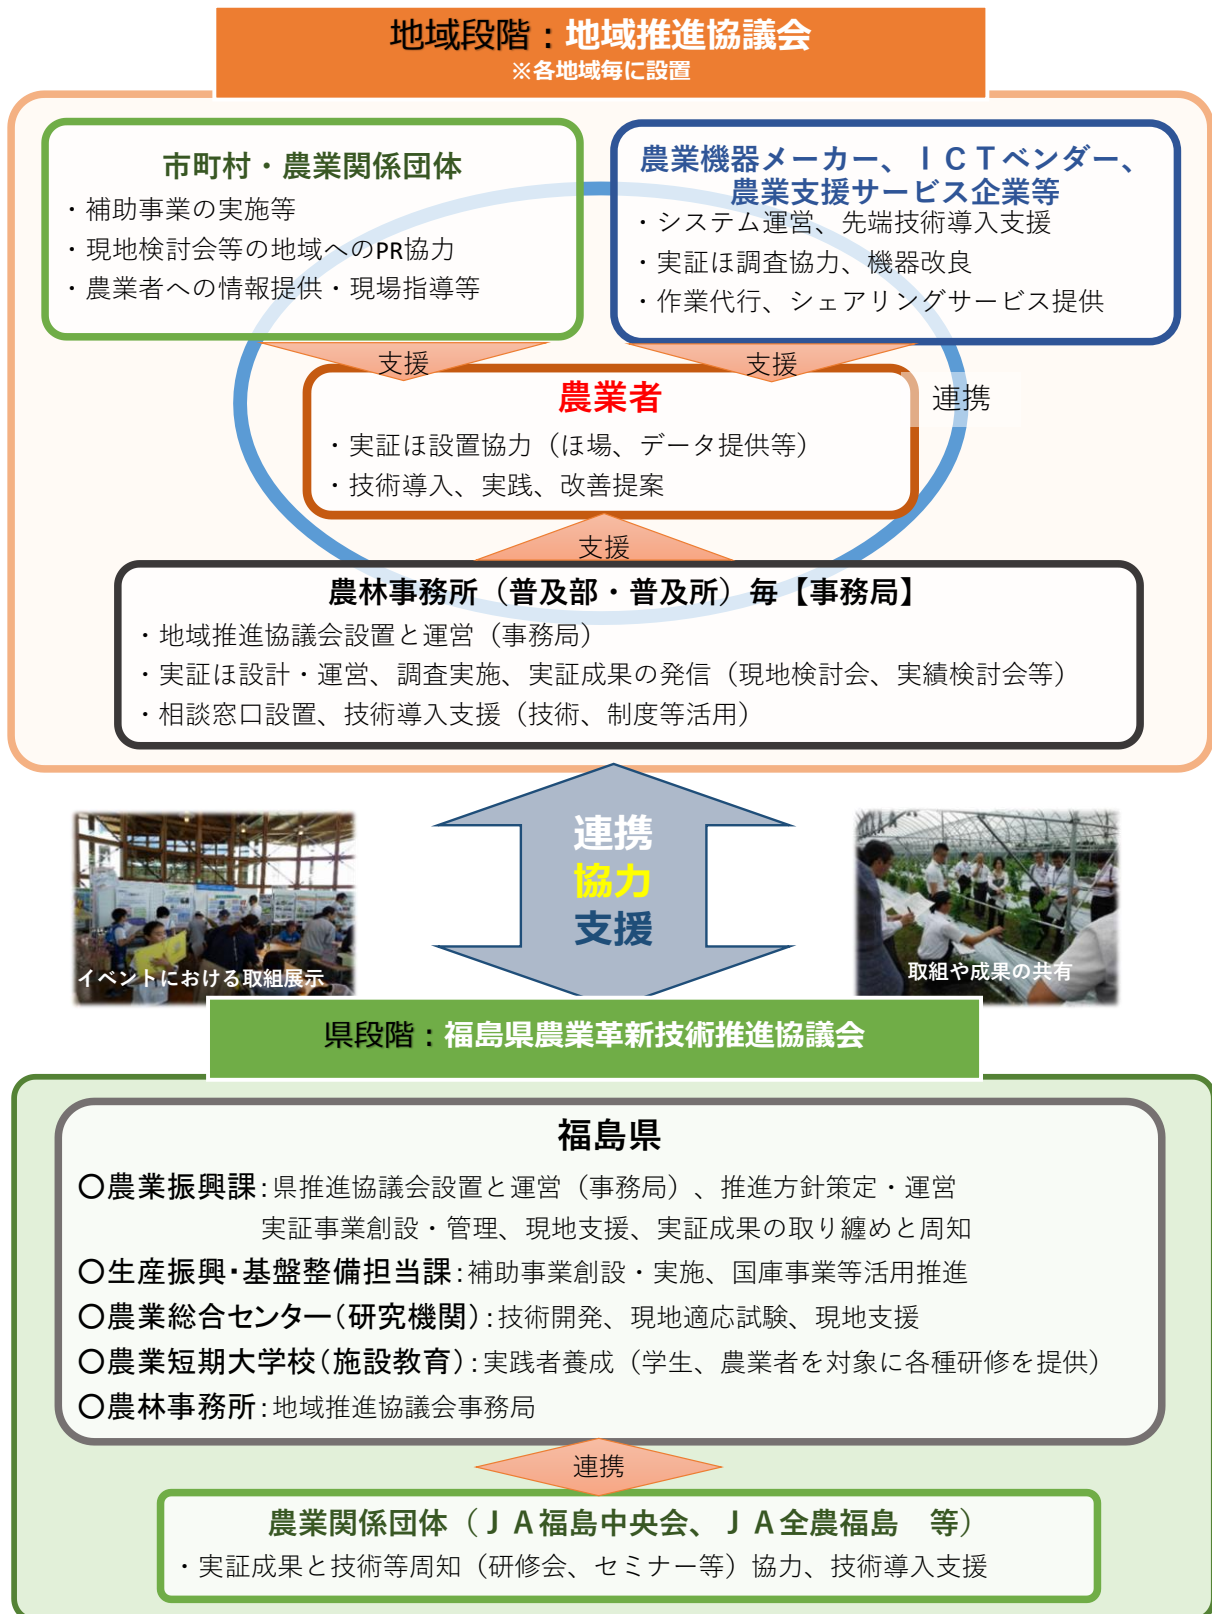 地域段階：地域推進協議会
※各地域毎に設置
市町村・農業関係団体
・補助事業の実施等
・現地検討会等の地域へのPR協力
・農業者への情報提供・現場指導等
農業機器メーカー、ＩＣＴベンダー、
農業支援サービス企業等
・システム運営、先端技術導入支援
・実証ほ調査協力、機器改良
・作業代行、シェアリングサービス提供
支援
支援
農業者
・実証ほ設置協力（ほ場、データ提供等）
・技術導入、実践、改善提案
連携
支援
農林事務所（普及部・普及所）毎【事務局】
・地域推進協議会設置と運営（事務局）
・実証ほ設計・運営、調査実施、実証成果の発信（現地検討会、実績検討会等）
・相談窓口設置、技術導入支援（技術、制度等活用）
連携
協力
支援
イベントにおける取組展示
取組や成果の共有
県段階：福島県農業革新技術推進協議会
福島県
〇農業振興課：県推進協議会設置と運営（事務局）、推進方針策定・運営
実証事業創設・管理、現地支援、実証成果の取り纏めと周知
〇生産振興・基盤整備担当課：補助事業創設・実施、国庫事業等活用推進
〇農業総合センター（研究機関）：技術開発、現地適応試験、現地支援
〇農業短期大学校（施設教育）：実践者養成（学生、農業者を対象に各種研修を提供）
〇農林事務所：地域推進協議会事務局
連携
農業関係団体（ＪＡ福島中央会、ＪＡ全農福島　等）
・実証成果と技術等周知（研修会、セミナー等）協力、技術導入支援